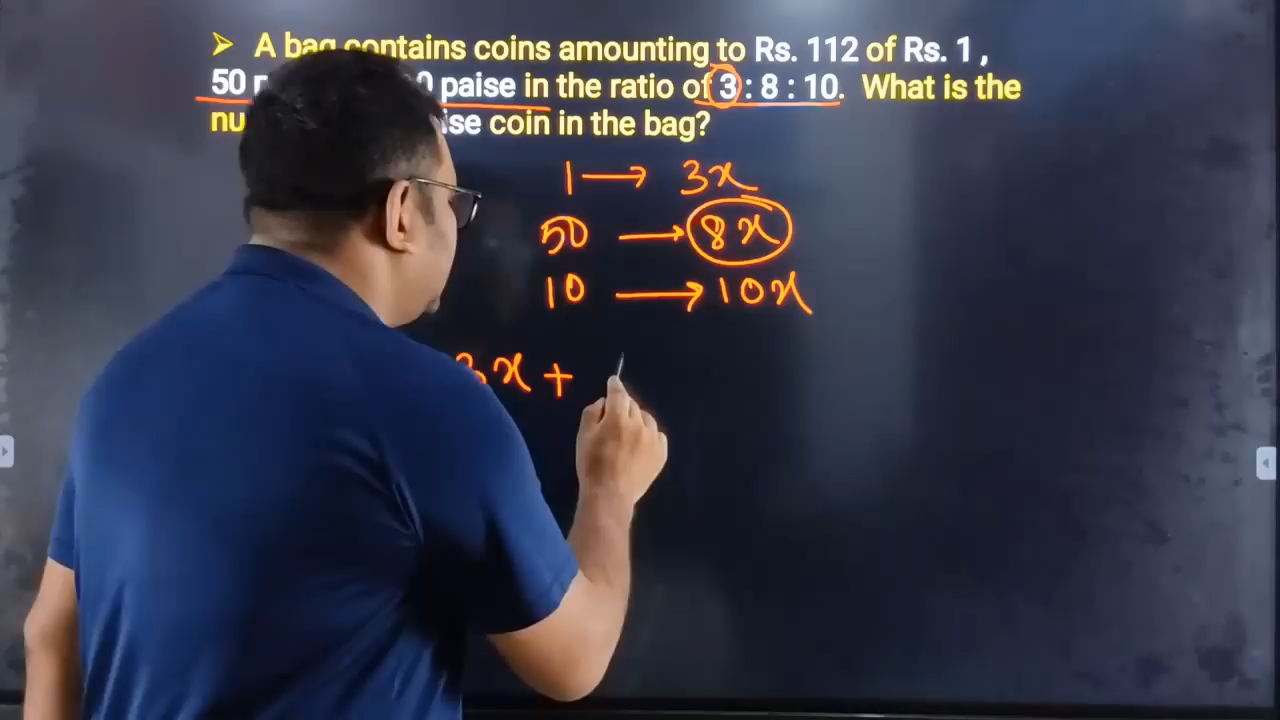 ➤ A bag contains coins amounting to Rs. 112 of Rs. 1 ,
50 paise in the ratio of 3 : 8 : 10. What is the
coin in the bag?
1 → 3x
50 → 8x
10 → 10x
3x +